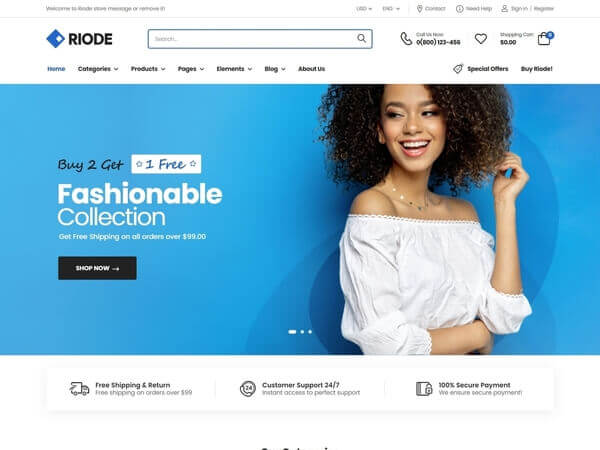 Welcome to Riode store message or remove it!
USD
ENG
Contact
Need Help
Sign in / Register
RIODE
Search...
Call Us Now:
0(800) 123-456
Shopping Cart:
$0.00
0
Home
Categories
Products
Pages
Elements
Blog
About Us
Special Offers
Buy Riode!
Buy 2 Get 1 Free
Fashionable
Collection
Get Free Shipping on all orders over $99.00
SHOP NOW
Free Shipping & Return
Free shipping on orders over $99
24
Customer Support 24/7
Instant access to perfect support
100% Secure Payment
We ensure secure payment!